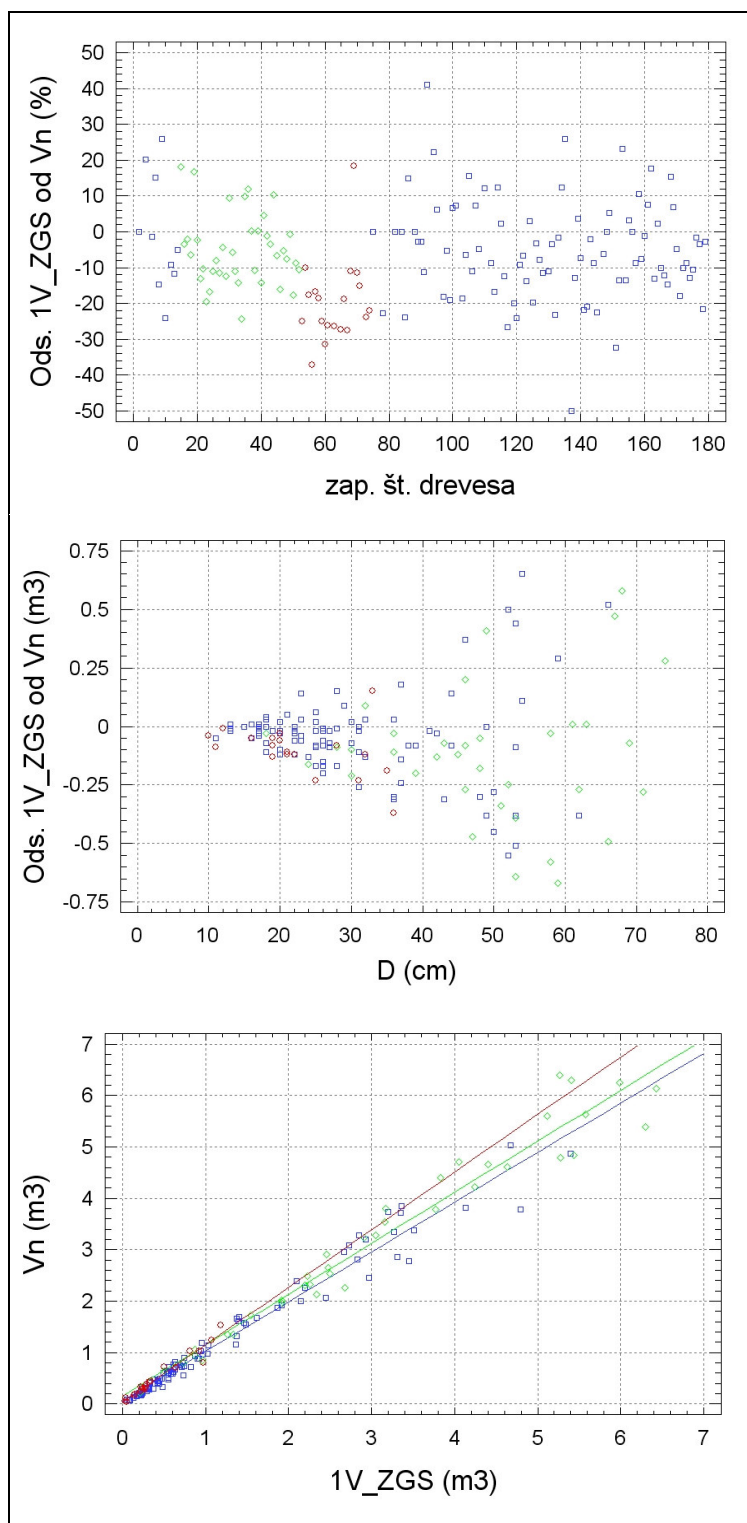 Ods. 1V_ZGS od Vn (%)
50
40
30
20
10
0
-10
-20
-30
-40
-50
0 20 40 60 80 100 120 140 160 180
zap. št. drevesa
Ods. 1V_ZGS od Vn (m3)
0.75
0.5
0.25
0
-0.25
-0.5
-0.75
0 10 20 30 40 50 60 70 80
D (cm)
Vn (m3)
7
6
5
4
3
2
1
0
0 1 2 3 4 5 6 7
1V_ZGS (m3)